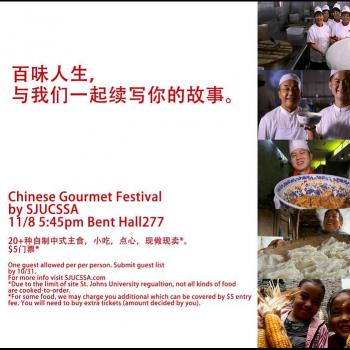 百味人生，
与我们一起续写你的故事。
Chinese Gourmet Festival
by SJUCSSA
11/8 5:45pm Bent Hall277
20+种自制中式主食，小吃，点心，现做现卖*。
$5门票*
One guest allowed per per person. Submit guest list
by 10/31.
For more info visit SJUCSSA.com
*Due to the limit of site St. Johns University regualtion, not all kinds of food
are cooked-to-order.
*For some food, we may charge you additional which can be covered by $5 entry
fee. You will need to buy extra tickets (amount decided by you).